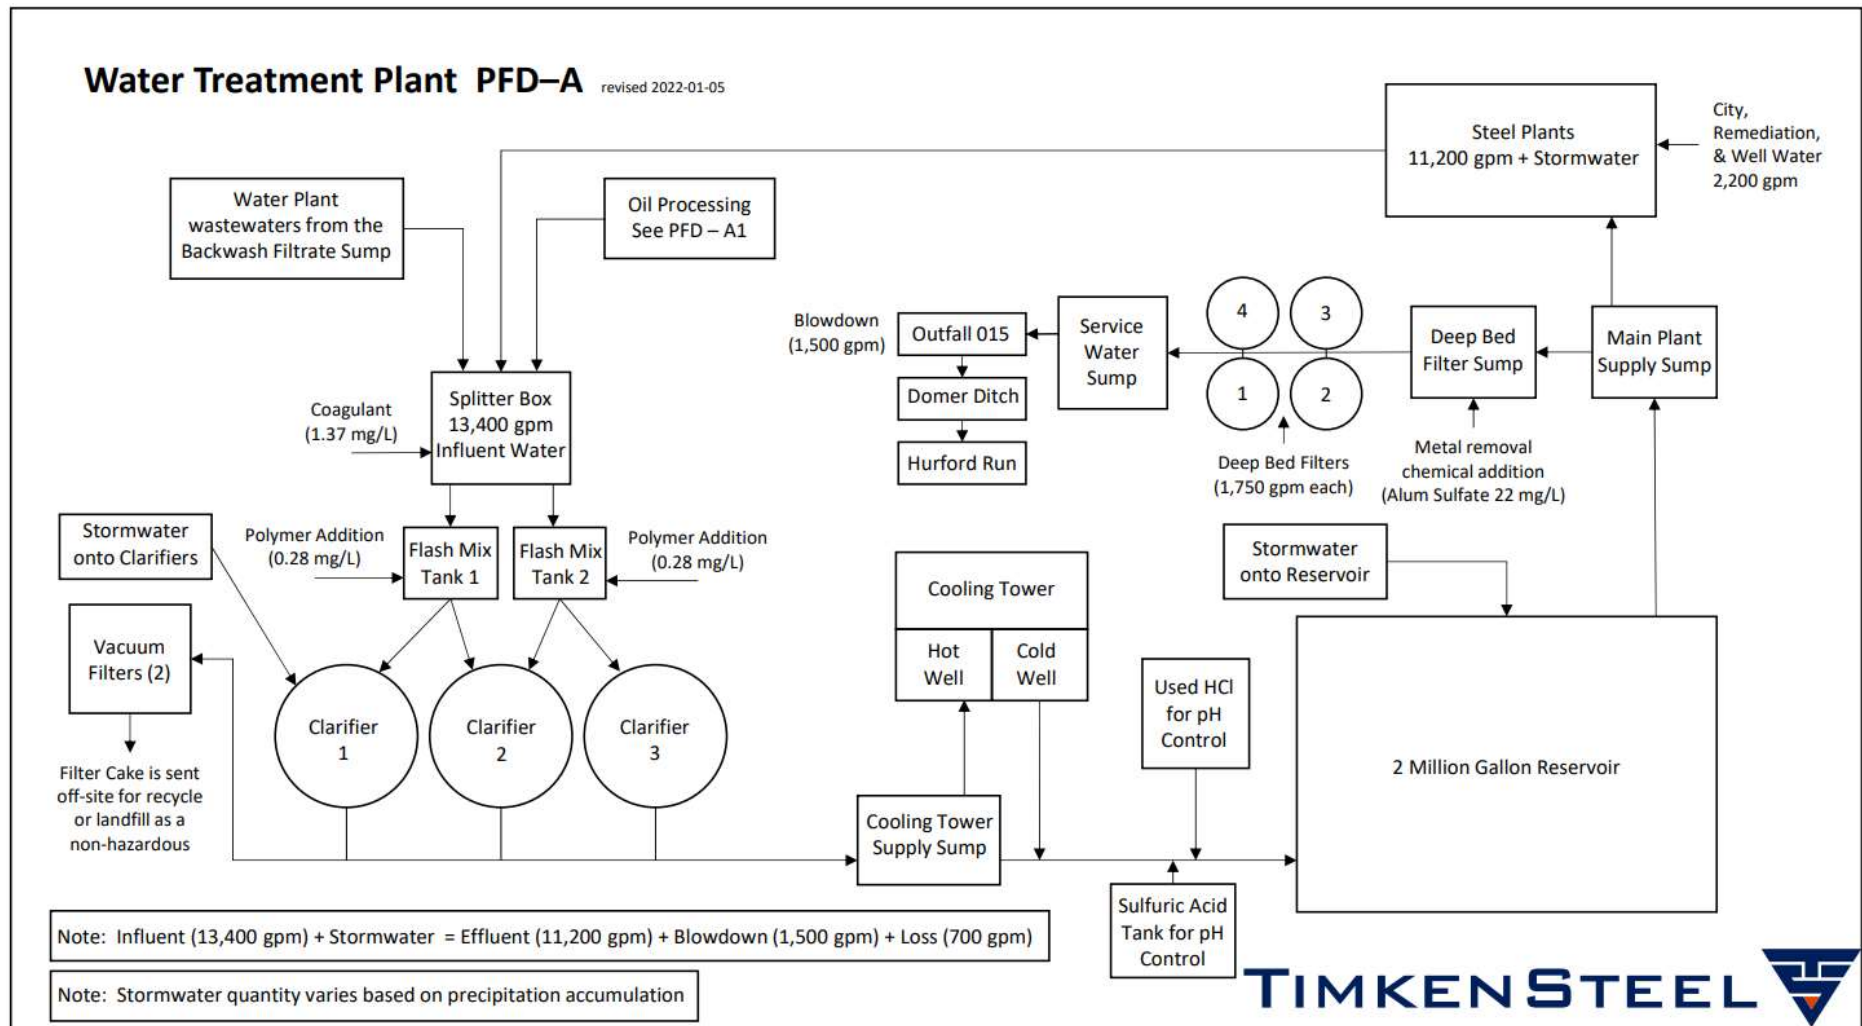 Water Treatment Plant PFD–A revised 2022-01-05
Steel Plants
11,200 gpm + Stormwater
City,
Remediation,
& Well Water
2,200 gpm
Water Plant
wastewaters from the
Backwash Filtrate Sump
Oil Processing
See PFD – A1
Blowdown
(1,500 gpm)
Outfall 015
Domer Ditch
Hurford Run
Service
Water
Sump
4
3
1
2
Deep Bed Filters
(1,750 gpm each)
Deep Bed
Filter Sump
Main Plant
Supply Sump
Metal removal
chemical addition
(Alum Sulfate 22 mg/L)
Coagulant
(1.37 mg/L)
Splitter Box
13,400 gpm
Influent Water
Stormwater
onto Clarifiers
Polymer Addition
(0.28 mg/L)
Flash Mix
Tank 1
Flash Mix
Tank 2
Polymer Addition
(0.28 mg/L)
Stormwater
onto Reservoir
Cooling Tower
Hot
Well
Cold
Well
Vacuum
Filters (2)
Filter Cake is sent
off-site for recycle
or landfill as a
non-hazardous
Clarifier
1
Clarifier
2
Clarifier
3
Used HCl
for pH
Control
2 Million Gallon Reservoir
Cooling Tower
Supply Sump
Sulfuric Acid
Tank for pH
Control
Note: Influent (13,400 gpm) + Stormwater = Effluent (11,200 gpm) + Blowdown (1,500 gpm) + Loss (700 gpm)
Note: Stormwater quantity varies based on precipitation accumulation
TIMKENSTEEL